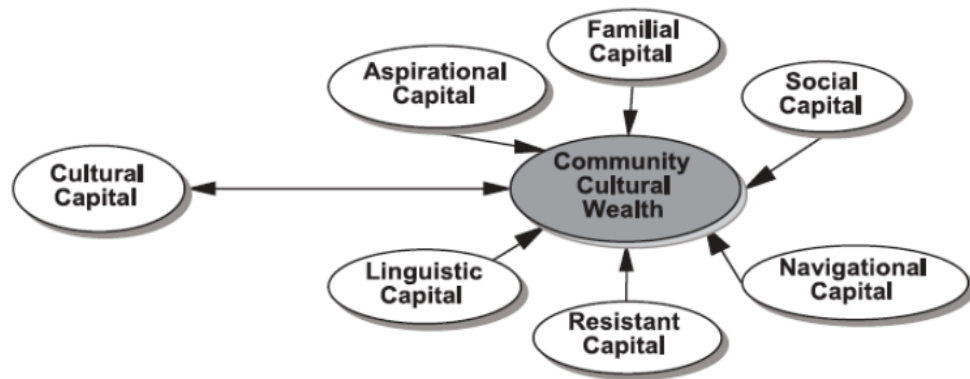 Familial
Capital
Aspirational
Capital
Social
Capital
Community
Cultural
Wealth
Cultural
Capital
Linguistic
Capital
Navigational
Capital
Resistant
Capital